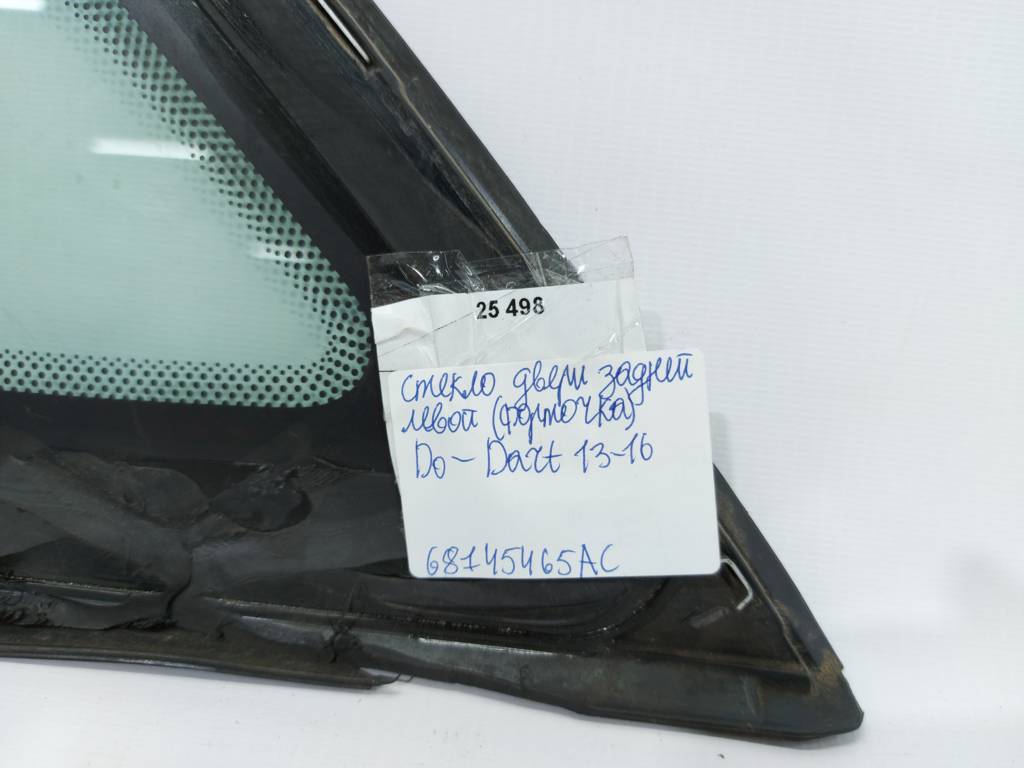 25 498
стекло двери задней
левой (форточка)
Do - Dart 13-16
68145465AC